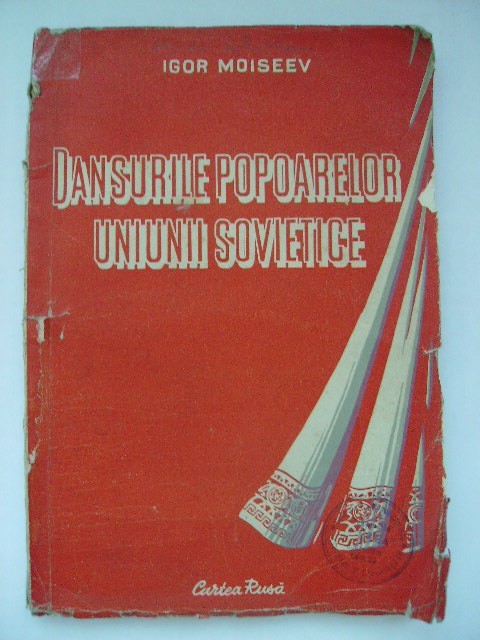 IGOR MOISEEV
DANSURILE POPOARELOR
UNIUNII SOVIETICE
Cartea Rusă